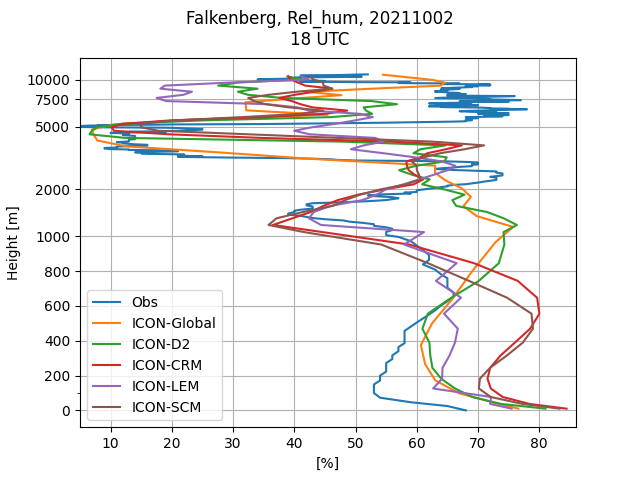 Falkenberg, Rel_hum, 20211002
18 UTC
Height [m]
10000
7500
5000
2000
1000
800
600
400
200
0
Obs
ICON-Global
ICON-D2
ICON-CRM
ICON-LEM
ICON-SCM
10 20 30 40 50 60 70 80
[%]